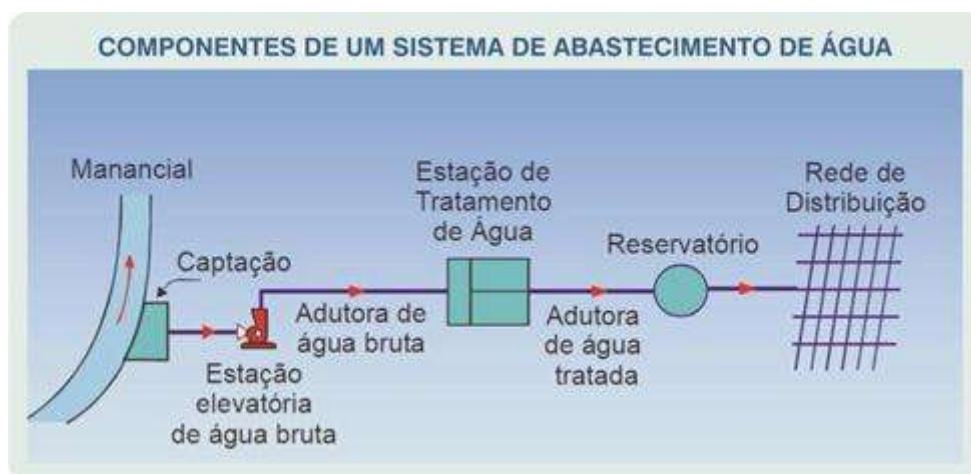 COMPONENTES DE UM SISTEMA DE ABASTECIMENTO DE ÁGUA
Manancial
Captação
Estação
elevatória
de água bruta
Adutora de
água bruta
Estação de
Tratamento
de Água
Adutora
de água
tratada
Reservatório
Rede de
Distribuição